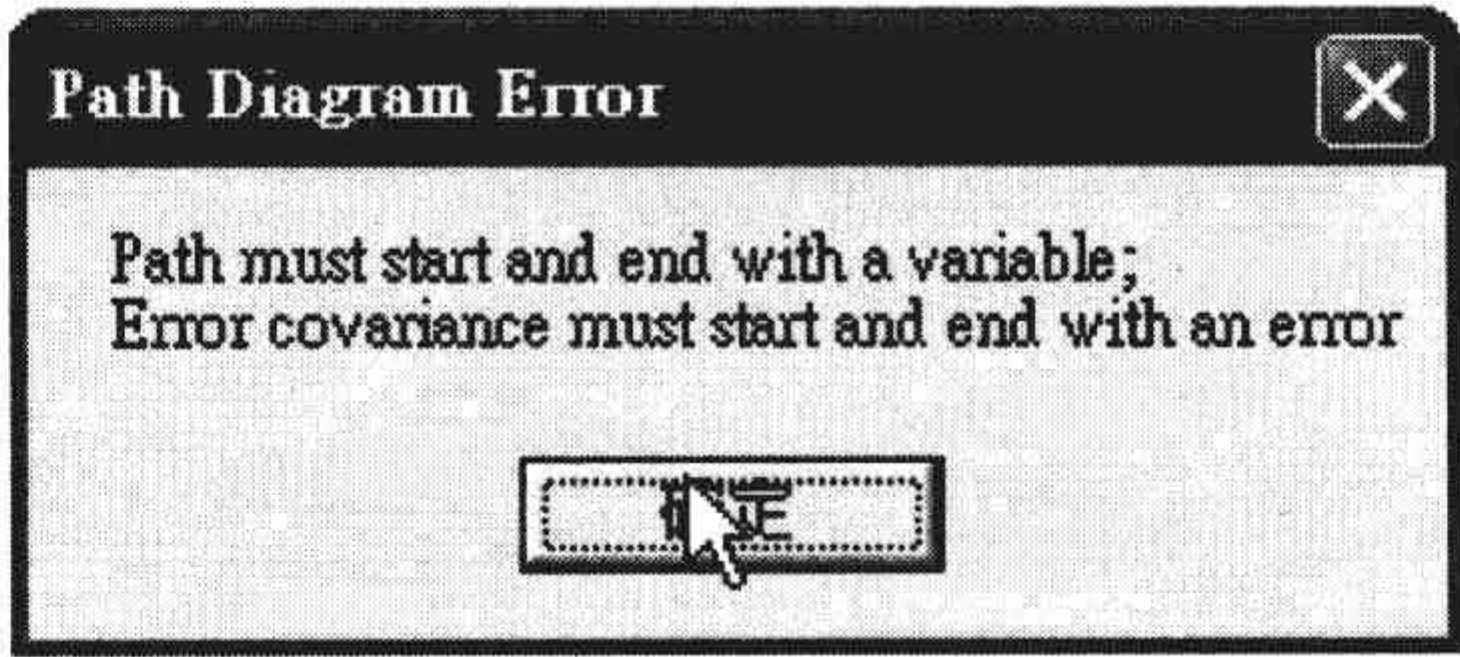 Path Diagram Error
Path must start and end with a variable;
Error covariance must start and end with an error